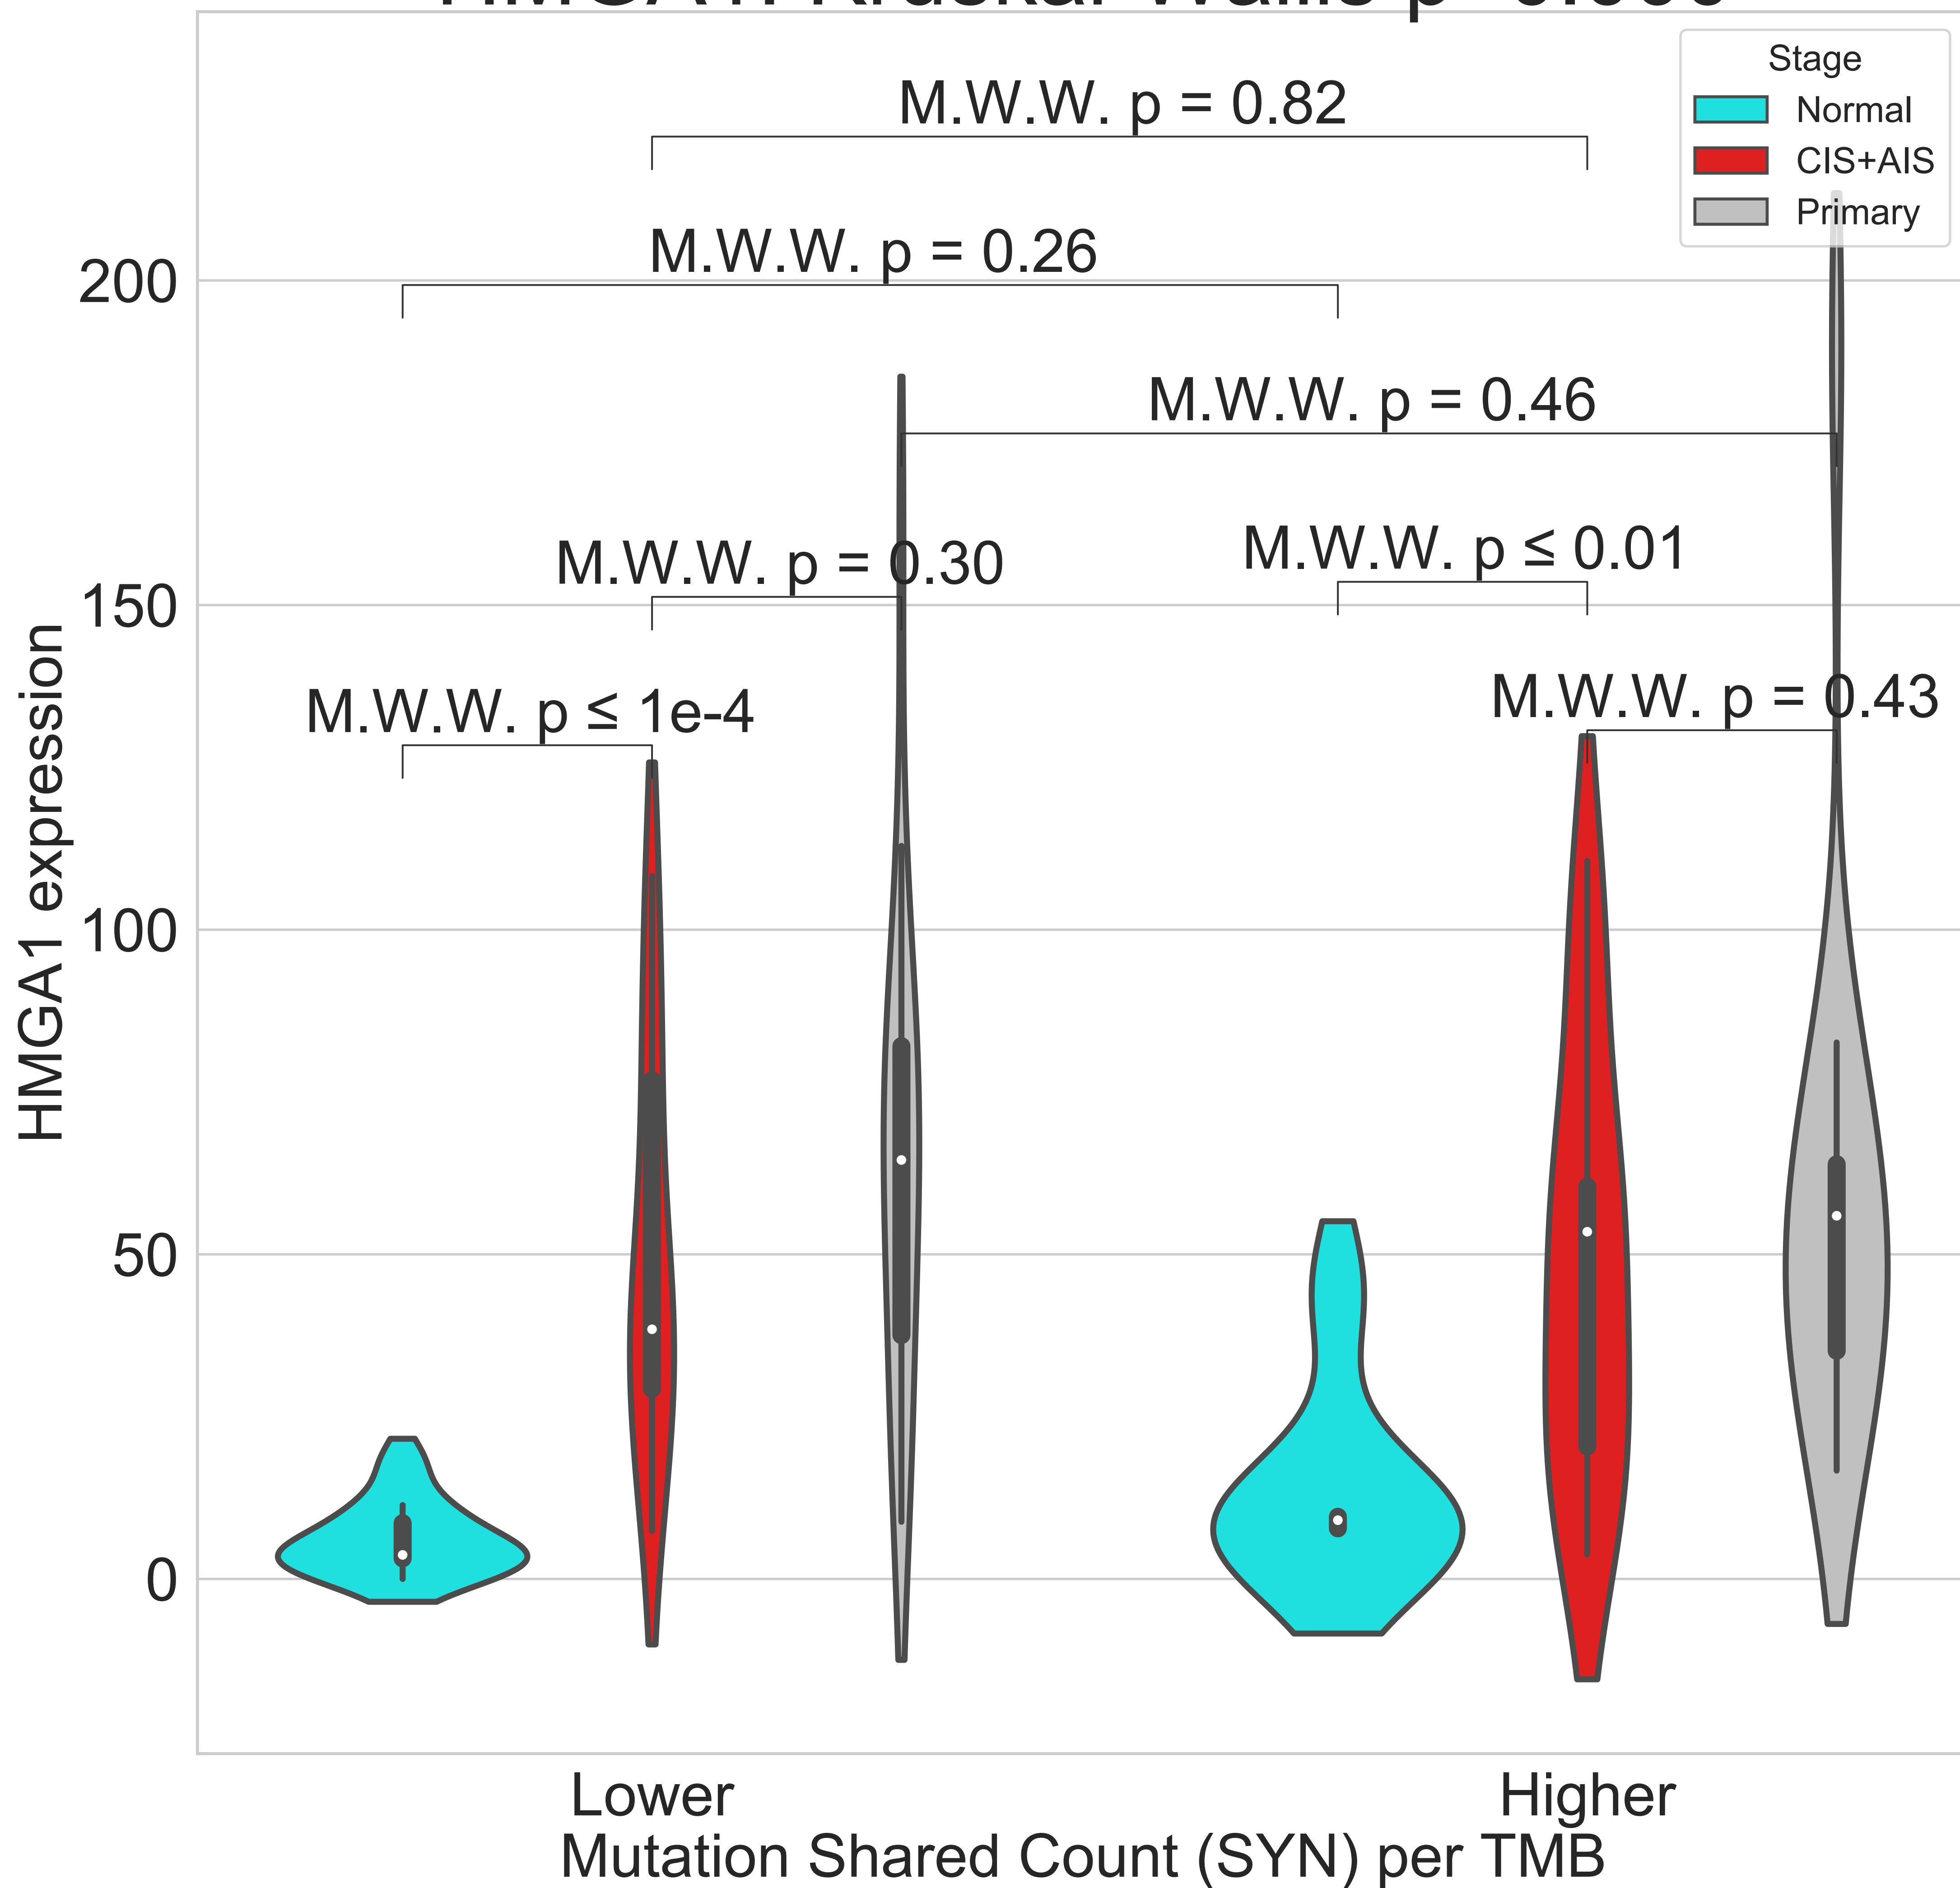 Stage
Normal
CIS+AIS
Primary
M.W.W. p = 0.82
M.W.W. p = 0.26
M.W.W. p = 0.46
M.W.W. p = 0.30
M.W.W. p ≤ 0.01
M.W.W. p ≤ 1e-4
M.W.W. p = 0.43
200
150
100
50
0
HMGA1 expression
Lower
Higher
Mutation Shared Count (SYN) per TMB